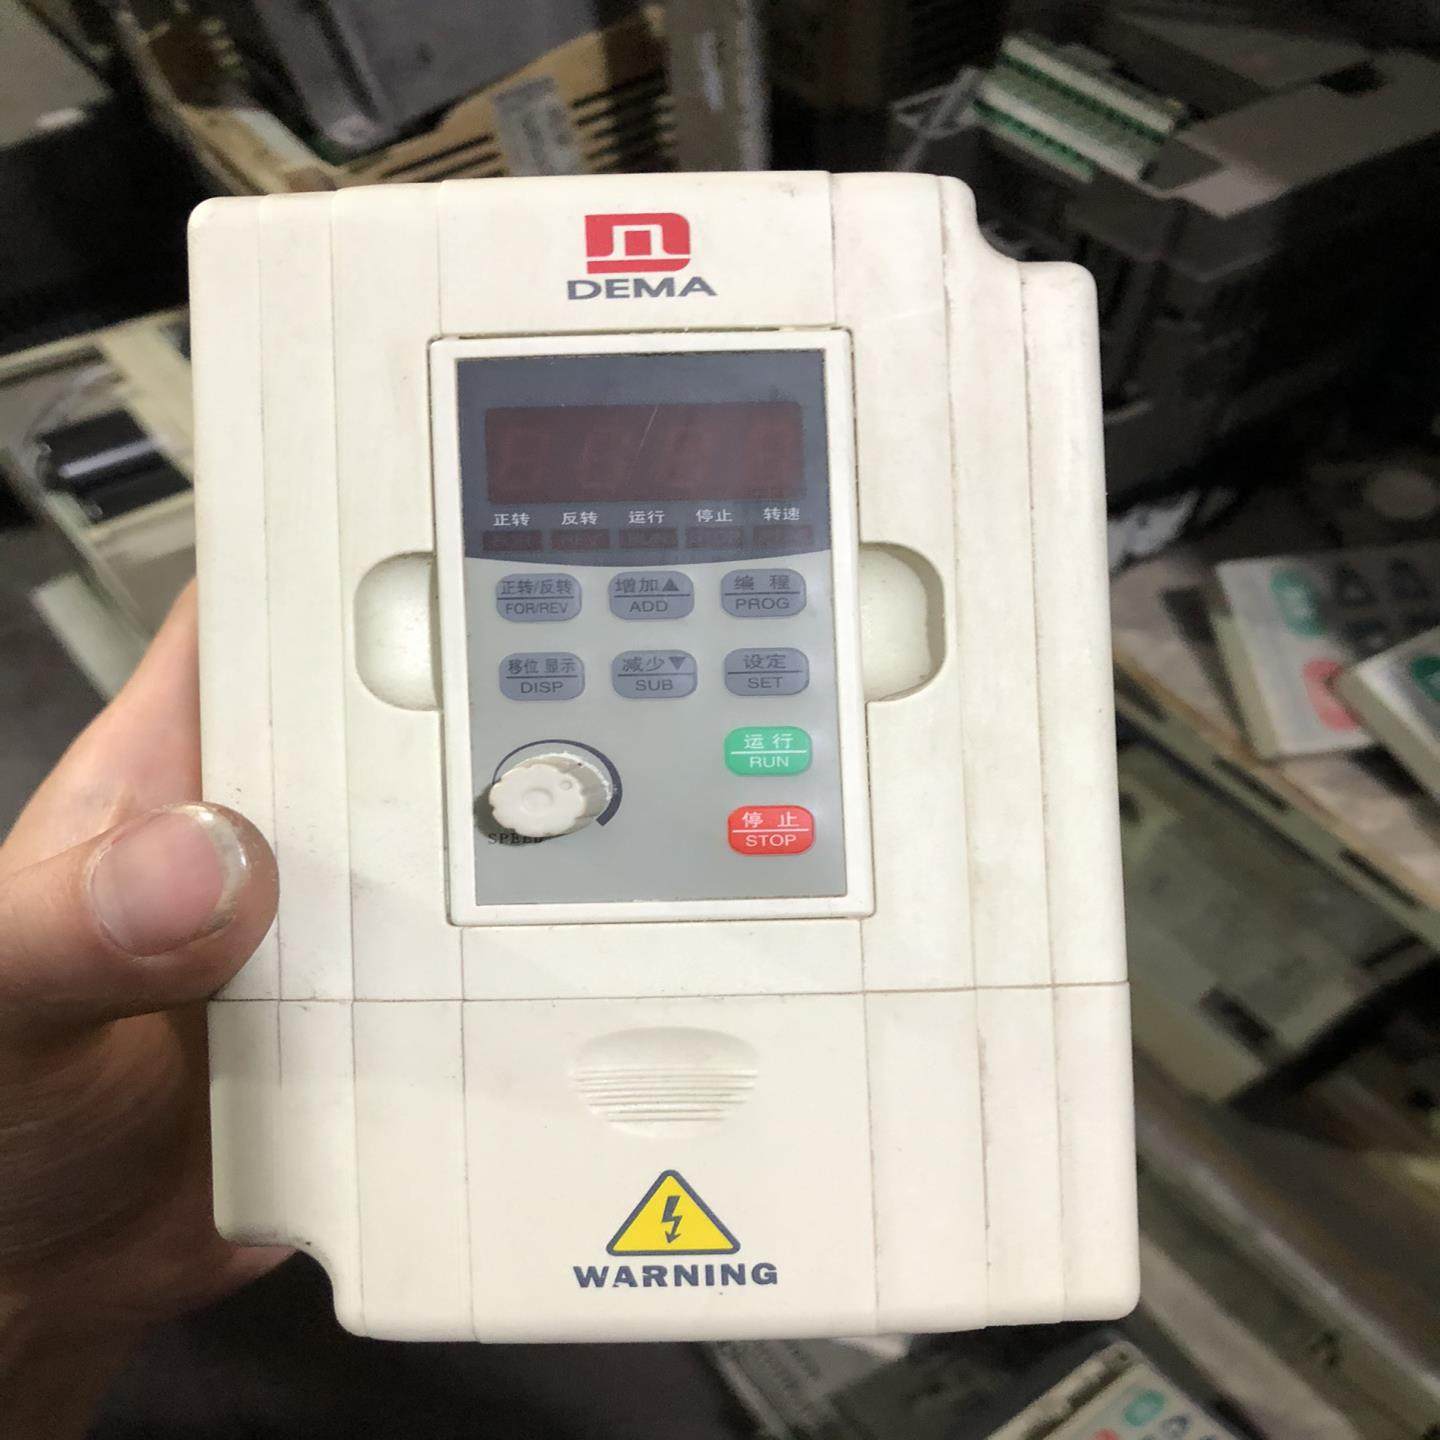 DEMA
正转 反转 运行 停止 转速
正转/反转
FOR/REV
增加▲
ADD
编 程
PROG
移位 显示
DISP
减少▼
SUB
设定
SET
运 行
RUN
SPEED
停 止
STOP
WARNING